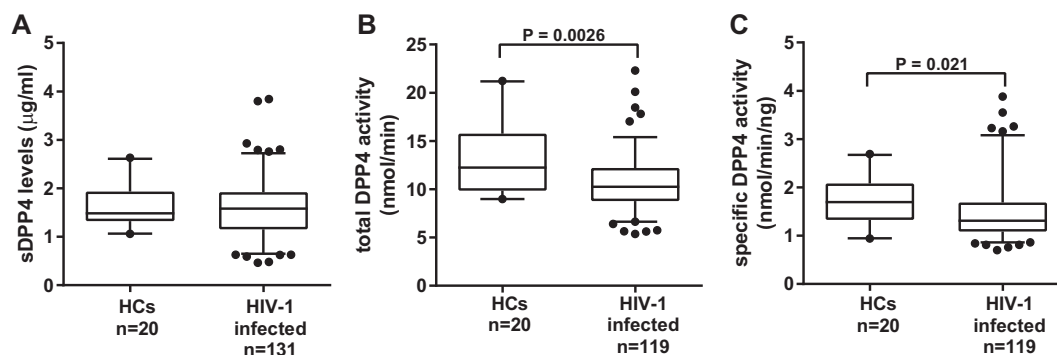 A
sDPP4 levels (µg/ml)
5
4
3
2
1
0
HCs
n=20
HIV-1
infected
n=131
B
P = 0.0026
total DPP4 activity
(nmol/min)
25
20
15
10
5
0
HCs
n=20
HIV-1
infected
n=119
C
P = 0.021
specific DPP4 activity
(nmol/min/ng)
5
4
3
2
1
0
HCs
n=20
HIV-1
infected
n=119